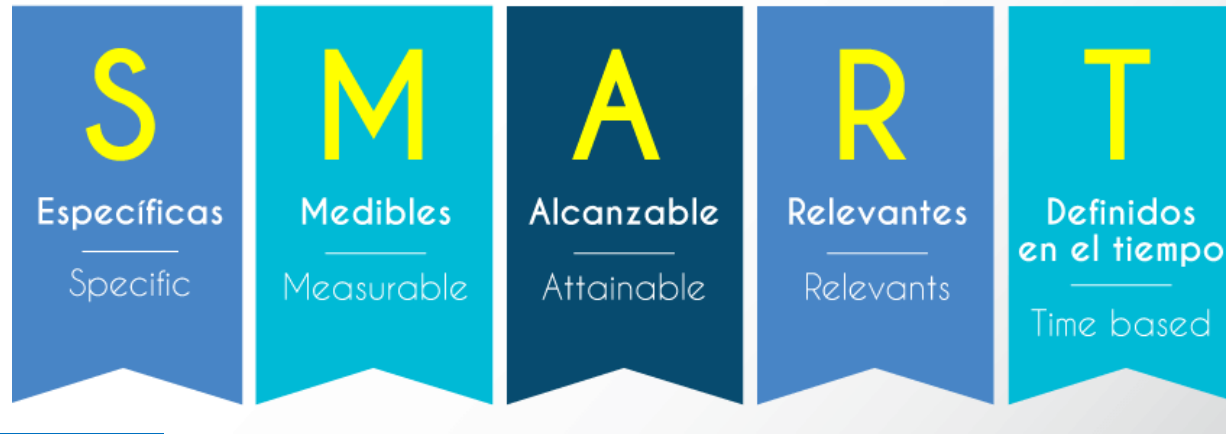 S
Específicas
Specific
M
Medibles
Measurable
A
Alcanzable
Attainable
R
Relevantes
Relevants
T
Definidos
en el tiempo
Time based